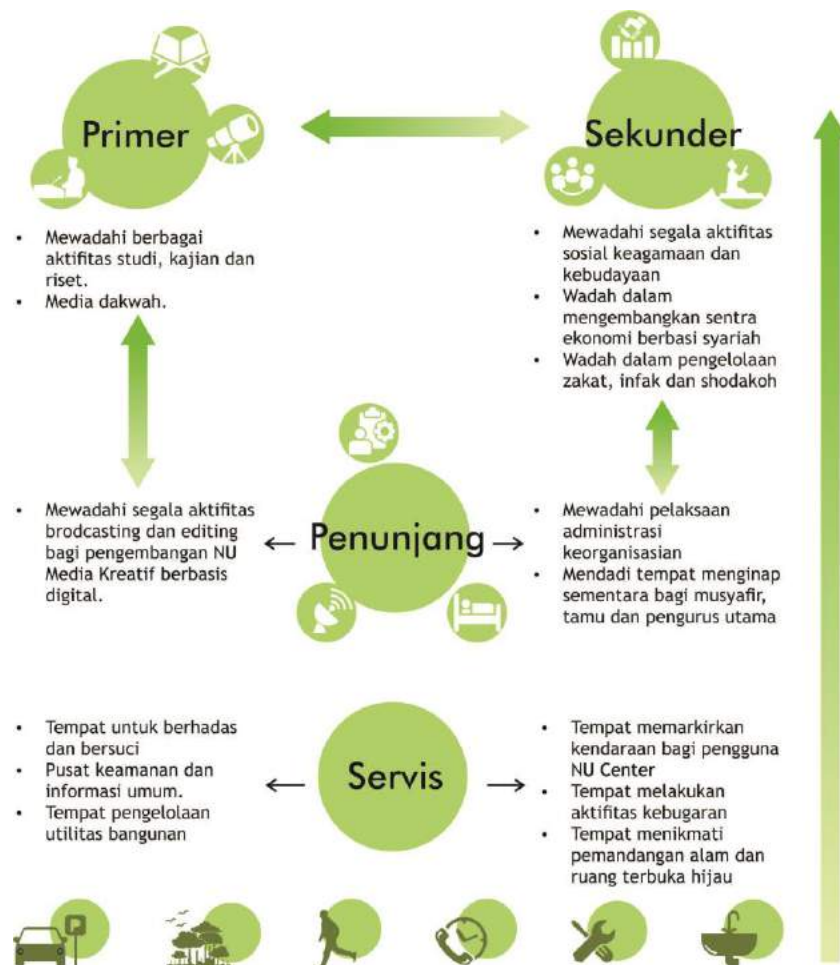 Primer
• Mewadahi berbagai
aktifitas studi, kajian dan
riset.
• Media dakwah.
Sekunder
• Mewadahi segala aktifitas
sosial keagamaan dan
kebudayaan
• Wadah dalam
mengembangkan sentra
ekonomi berbasi syariah
• Wadah dalam pengelolaan
zakat, infak dan shodakoh
Penunjang
• Mewadahi segala aktifitas
brodcasting dan editing
bagi pengembangan NU
Media Kreatif berbasis
digital.
• Mewadahi pelaksaan
administrasi
keorganisasian
• Mendadi tempat menginap
sementara bagi musyafir,
tamu dan pengurus utama
Servis
• Tempat untuk berhadas
dan bersuci
• Pusat keamanan dan
informasi umum.
• Tempat pengelolaan
utilitas bangunan
• Tempat memarkirkan
kendaraan bagi pengguna
NU Center
• Tempat melakukan
aktifitas kebugaran
• Tempat menikmati
pemandangan alam dan
ruang terbuka hijau
P